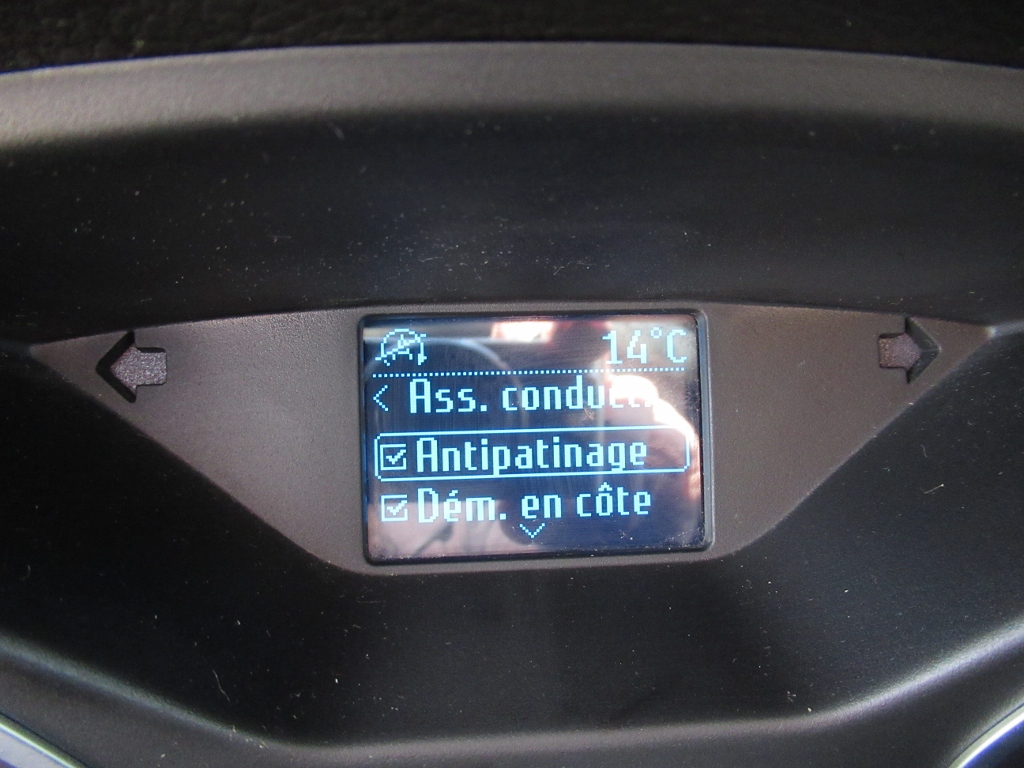 14°C
< Ass. conduct.
Antipatinage
Dém. en côte